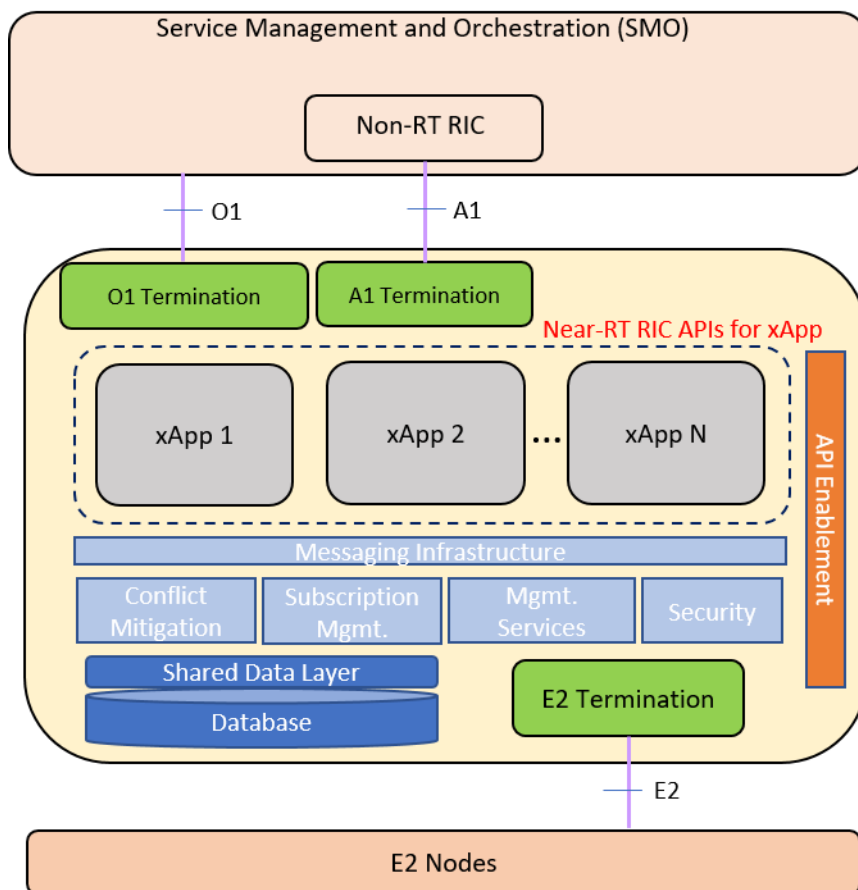 Service Management and Orchestration (SMO)
Non-RT RIC
O1
A1
O1 Termination
A1 Termination
Near-RT RIC APIs for xApp
xApp 1
xApp 2
...
xApp N
API Enablement
Messaging Infrastructure
Conflict
Mitigation
Subscription
Mgmt.
Mgmt.
Services
Security
Shared Data Layer
Database
E2 Termination
E2
E2 Nodes